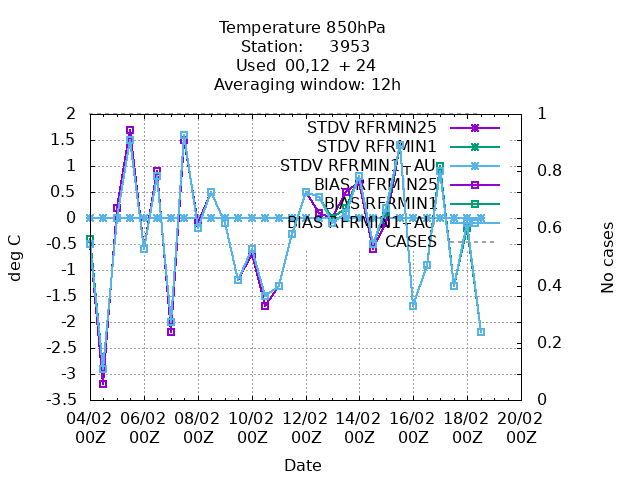 Temperature 850hPa
Station: 3953
Used 00,12 + 24
Averaging window: 12h
2
1.5
1
0.5
0
-0.5
-1
-1.5
-2
-2.5
-3
-3.5
deg C
1
0.8
0.6
0.4
0.2
0
No cases
STDV RFRMIN25
STDV RFRMIN1
STDV RFRMIN1_AU
BIAS RFRMIN25
BIAS RFRMIN1
BIAS RFRMIN1_AU
CASES
04/02 06/02 08/02 10/02 12/02 14/02 16/02 18/02 20/02
00Z 00Z 00Z 00Z 00Z 00Z 00Z 00Z 00Z
Date